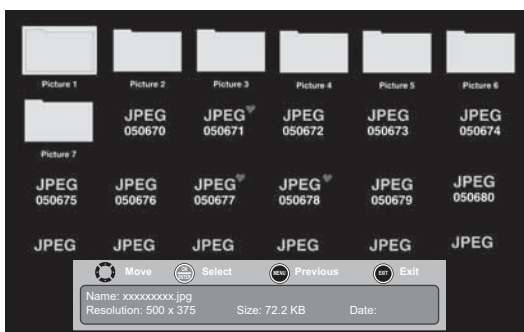 Picture 1 Picture 2 Picture 3 Picture 4 Picture 5 Picture 6
JPEG JPEG JPEG JPEG JPEG
050670 050671 050672 050673 050674
Picture 7
JPEG JPEG JPEG JPEG JPEG JPEG
050675 050676 050677 050678 050679 050680
JPEG JPEG JPEG JPEG JPEG JPEG
Move OK ENTER Select MENU Previous EXIT Exit
Name: xxxxxxxxx.jpg
Resolution: 500 x 375 Size: 72.2 KB Date: